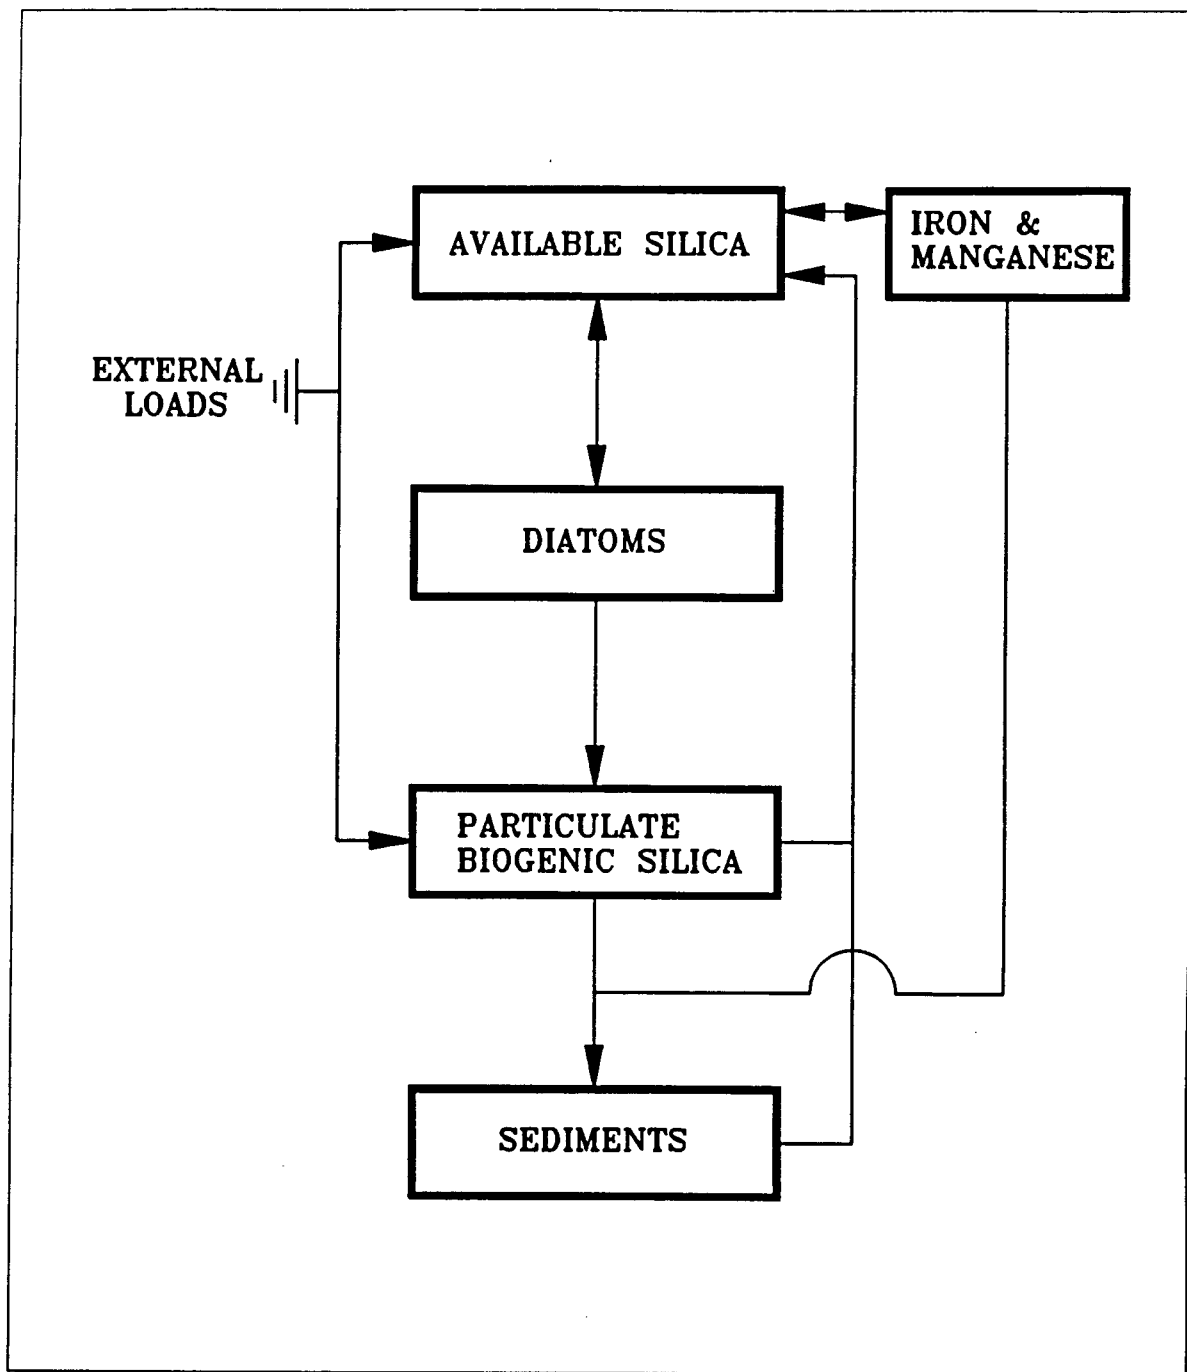 AVAILABLE SILICA
IRON &
MANGANESE
EXTERNAL
LOADS
DIATOMS
PARTICULATE
BIOGENIC SILICA
SEDIMENTS